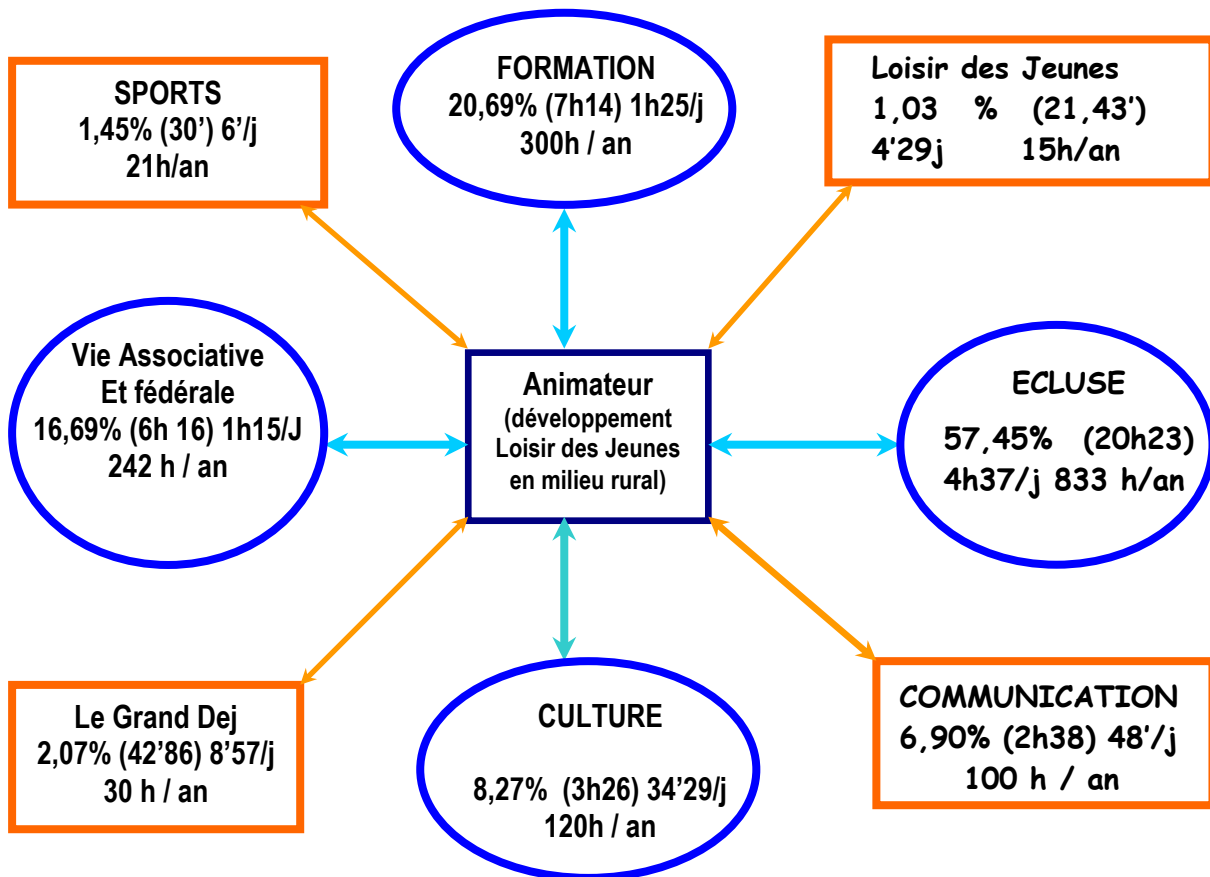 SPORTS
1,45% (30') 6'/j
21h/an
FORMATION
20,69% (7h14) 1h25/j
300h / an
Loisir des Jeunes
1,03 % (21,43')
4'29j 15h/an
Vie Associative
Et fédérale
16,69% (6h 16) 1h15/J
242 h / an
Animateur
(développement
Loisir des Jeunes
en milieu rural)
ECLUSE
57,45% (20h23)
4h37/j 833 h/an
Le Grand Dej
2,07% (42'86) 8'57/j
30 h / an
CULTURE
8,27% (3h26) 34'29/j
120h / an
COMMUNICATION
6,90% (2h38) 48'/j
100 h / an